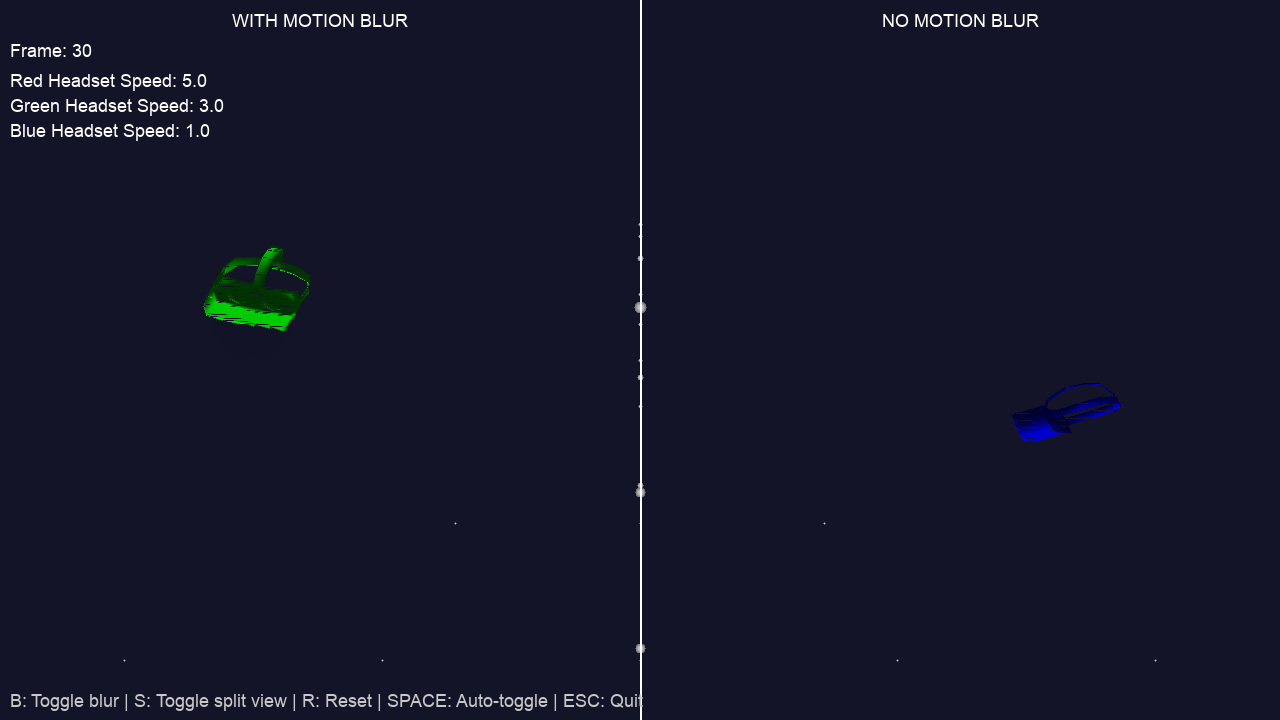 WITH MOTION BLUR
NO MOTION BLUR
Frame: 30
Red Headset Speed: 5.0
Green Headset Speed: 3.0
Blue Headset Speed: 1.0
B: Toggle blur | S: Toggle split view | R: Reset | SPACE: Auto-toggle | ESC: Quit